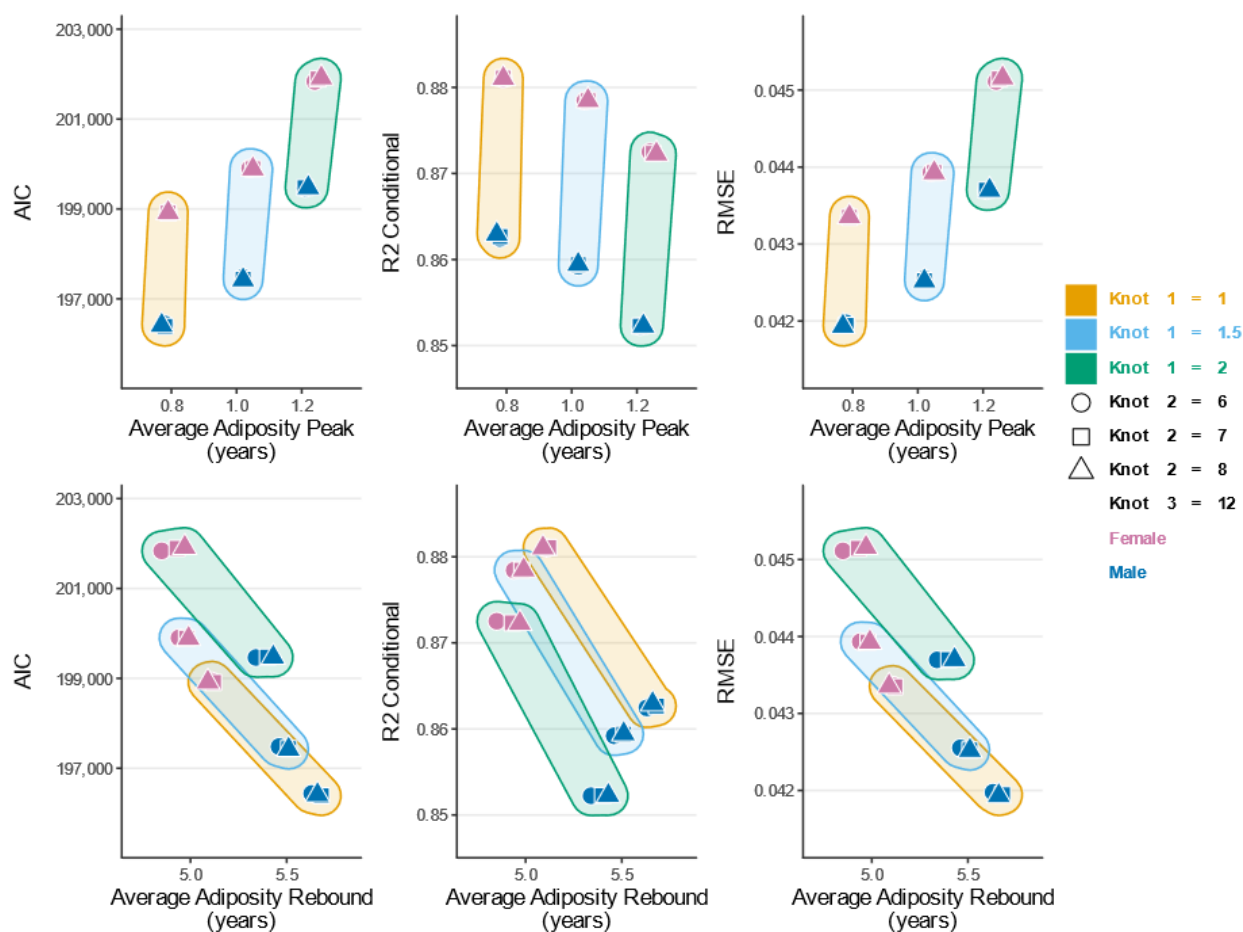 203,000
201,000
199,000
197,000
AIC
0.8
1.0
1.2
Average Adiposity Peak
(years)
0.88
0.87
0.86
0.85
R2 Conditional
0.8
1.0
1.2
Average Adiposity Peak
(years)
0.045
0.044
0.043
0.042
RMSE
0.8
1.0
1.2
Average Adiposity Peak
(years)
Knot 1 = 1
Knot 1 = 1.5
Knot 1 = 2
Knot 2 = 6
Knot 2 = 7
Knot 2 = 8
Knot 3 = 12
Female
Male
203,000
201,000
199,000
197,000
AIC
5.0
5.5
Average Adiposity Rebound
(years)
0.88
0.87
0.86
0.85
R2 Conditional
5.0
5.5
Average Adiposity Rebound
(years)
0.045
0.044
0.043
0.042
RMSE
5.0
5.5
Average Adiposity Rebound
(years)